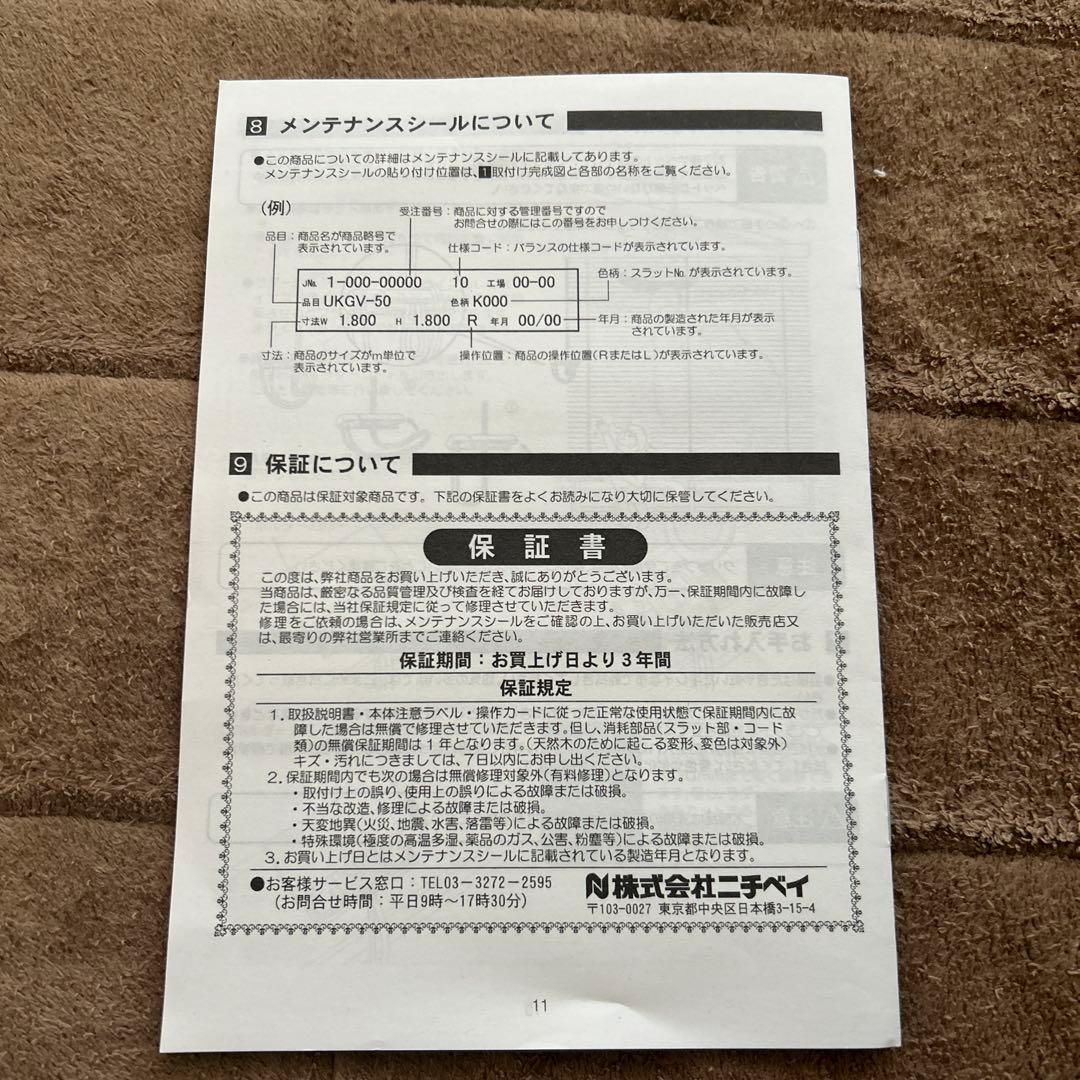 8 メンテナンスシールについて
●この商品についての詳細はメンテナンスシールに記載してあります。
メンテナンスシールの貼り付け位置は、1取付け完成図と各部の名称をご覧ください。
(例)
受注番号：商品に対する管理番号ですので
お問合せの際にはこの番号をお申しつけください。
品目：商品名が商品略号で
表示されています。
仕様コード：バランスの仕様コードが表示されています。
色柄：スラットNo.が表示されています。
JNo. 1-000-00000 10 工場 00-00
品目 UKGV-50 色柄 K000
寸法W 1.800 H 1.800 R 年月 00/00
年月：商品の製造された年月が表示
されています。
寸法：商品のサイズがm単位で
表示されています。
操作位置：商品の操作位置(RまたはL)が表示されています。
9 保証について
●この商品は保証対象商品です。下記の保証書をよくお読みになり大切に保管してください。
保証書
この度は、弊社商品をお買い上げいただき、誠にありがとうございます。
当商品は、厳密なる品質管理及び検査を経てお届けしておりますが、万一、保証期間内に故障し
た場合には、当社保証規定に従って修理させていただきます。
修理をご依頼の場合は、メンテナンスシールをご確認の上、お買い上げいただいた販売店又
は、最寄りの弊社営業所までご連絡ください。
保証期間：お買上げ日より3年間
保証規定
1．取扱説明書・本体注意ラベル・操作カードに従った正常な使用状態で保証期間内に故
障した場合は無償で修理させていただきます。但し、消耗部品(スラット部・コード
類)の無償保証期間は1年となります。(天然木のために起こる変形、変色は対象外)
キズ・汚れにつきましては、7日以内にお申し出ください。
2．保証期間内でも次の場合は無償修理対象外(有料修理)となります。
・取付け上の誤り、使用上の誤りによる故障または破損。
・不当な改造、修理による故障または破損。
・天変地異(火災、地震、水害、落雷等)による故障または破損。
・特殊環境(極度の高温多湿、薬品のガス、公害、粉塵等)による故障または破損。
3．お買い上げ日とはメンテナンスシールに記載されている製造年月となります。
●お客様サービス窓口：TEL03-3272-2595
(お問合せ時間：平日9時～17時30分)
株式会社ニチベイ
〒103-0027 東京都中央区日本橋3-15-4
11